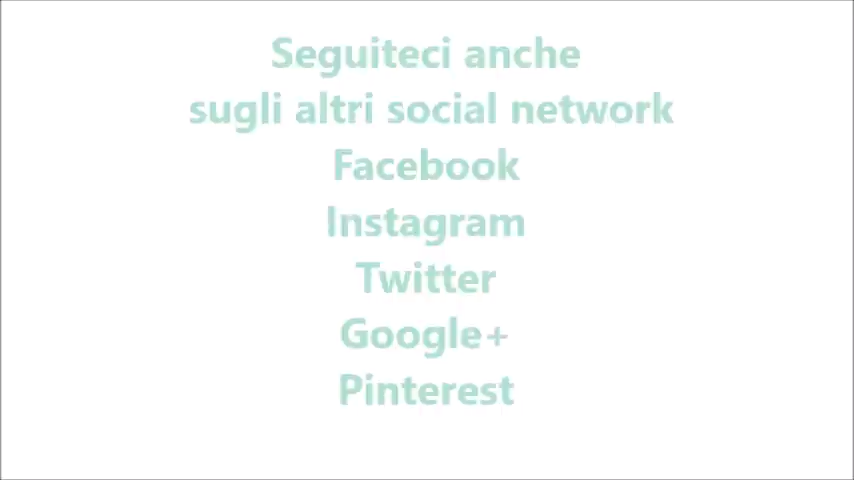 Seguiteci anche
sugli altri social network
Facebook
Instagram
Twitter
Google+
Pinterest